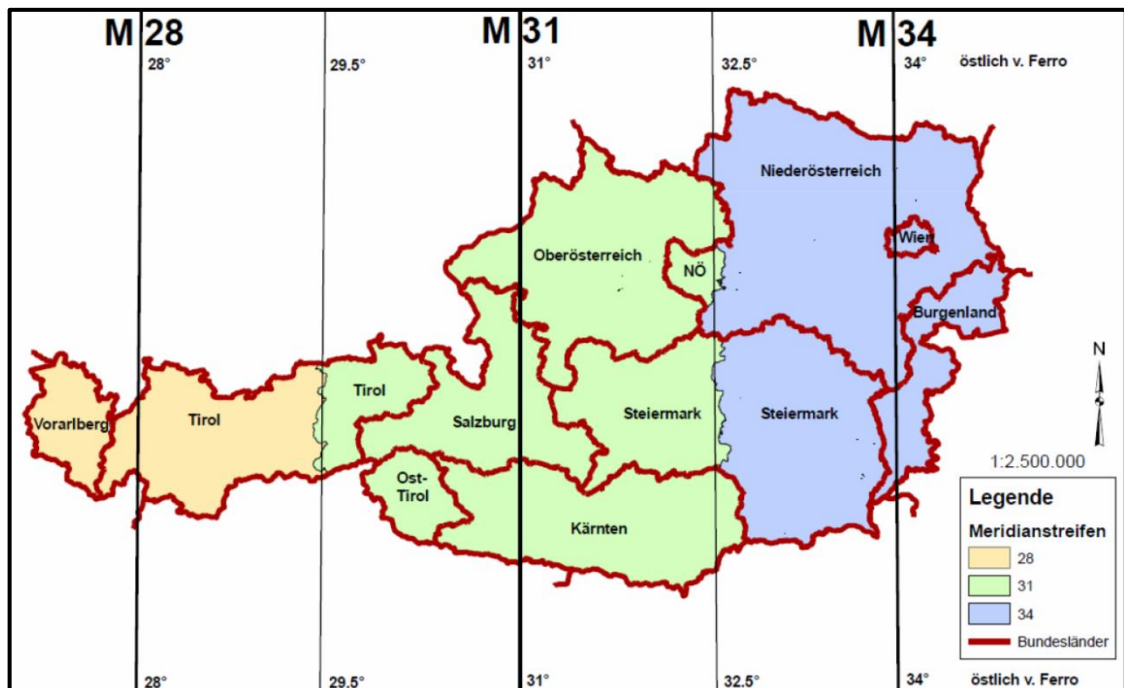 M 28 M 31 M 34
28° 29.5° 31° 32.5° 34° östlich v. Ferro
Niederösterreich
Wien
Oberösterreich
NÖ
Burgenland
Tirol
Vorarlberg
Tirol
Salzburg
Steiermark
Steiermark
N
1:2.500.000
Ost-
Tirol
Kärnten
Legende
Meridianstreifen
28
31
34
Bundesländer
28° 29.5° 31° 32.5° 34° östlich v. Ferro